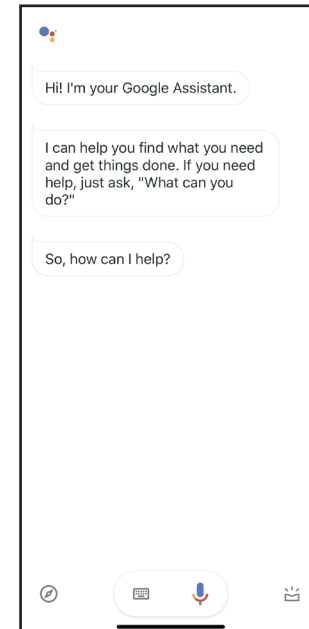 Hi! I'm your Google Assistant.
I can help you find what you need
and get things done. If you need
help, just ask, "What can you
do?"
So, how can I help?